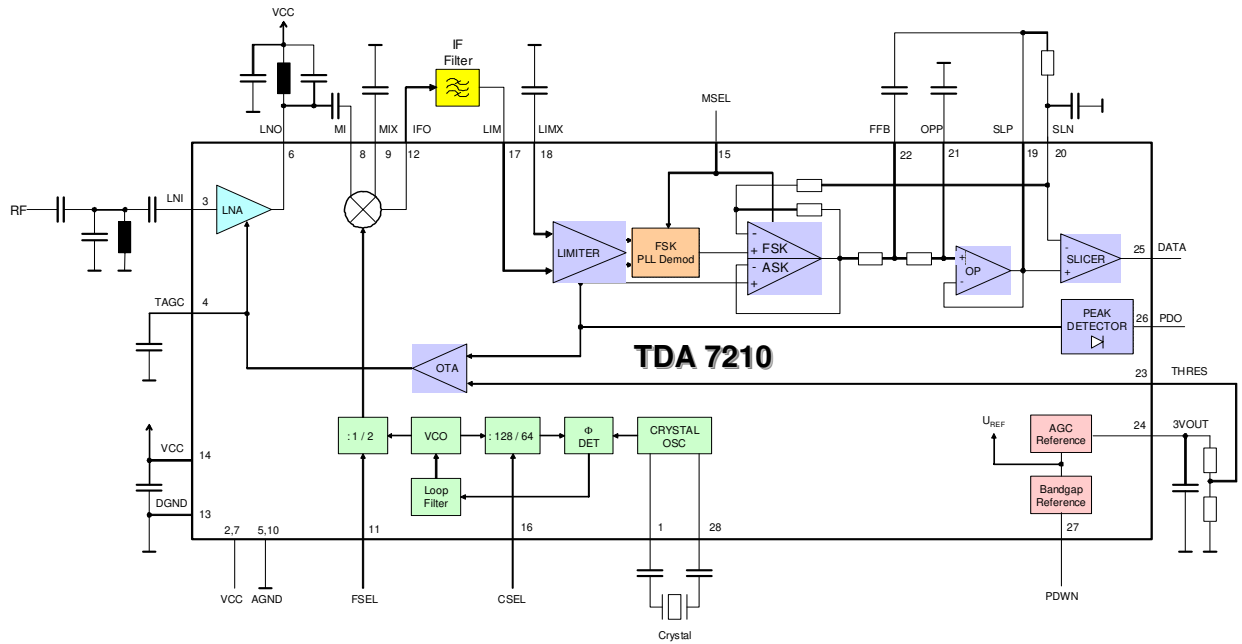 VCC
IF
Filter
MSEL
LNO
MI
MIX
IFO
LIM
LIMX
FFB
OPP
SLP
SLN
6
8
9
12
17
18
15
22
21
19
20
RF
LNI
3
LNA
LIMITER
FSK
PLL Demod
-
+ FSK
- ASK
+
+
-
OP
-
+
SLICER
25
DATA
TAGC
4
PEAK
DETECTOR
26
PDO
OTA
TDA 7210
23
THRES
: 1 / 2
VCO
: 128 / 64
Φ
DET
CRYSTAL
OSC
UREF
AGC
Reference
24
3VOUT
VCC
14
Loop
Filter
Bandgap
Reference
DGND
13
2,7
5,10
11
16
1
28
27
VCC
AGND
FSEL
CSEL
PDWN
Crystal